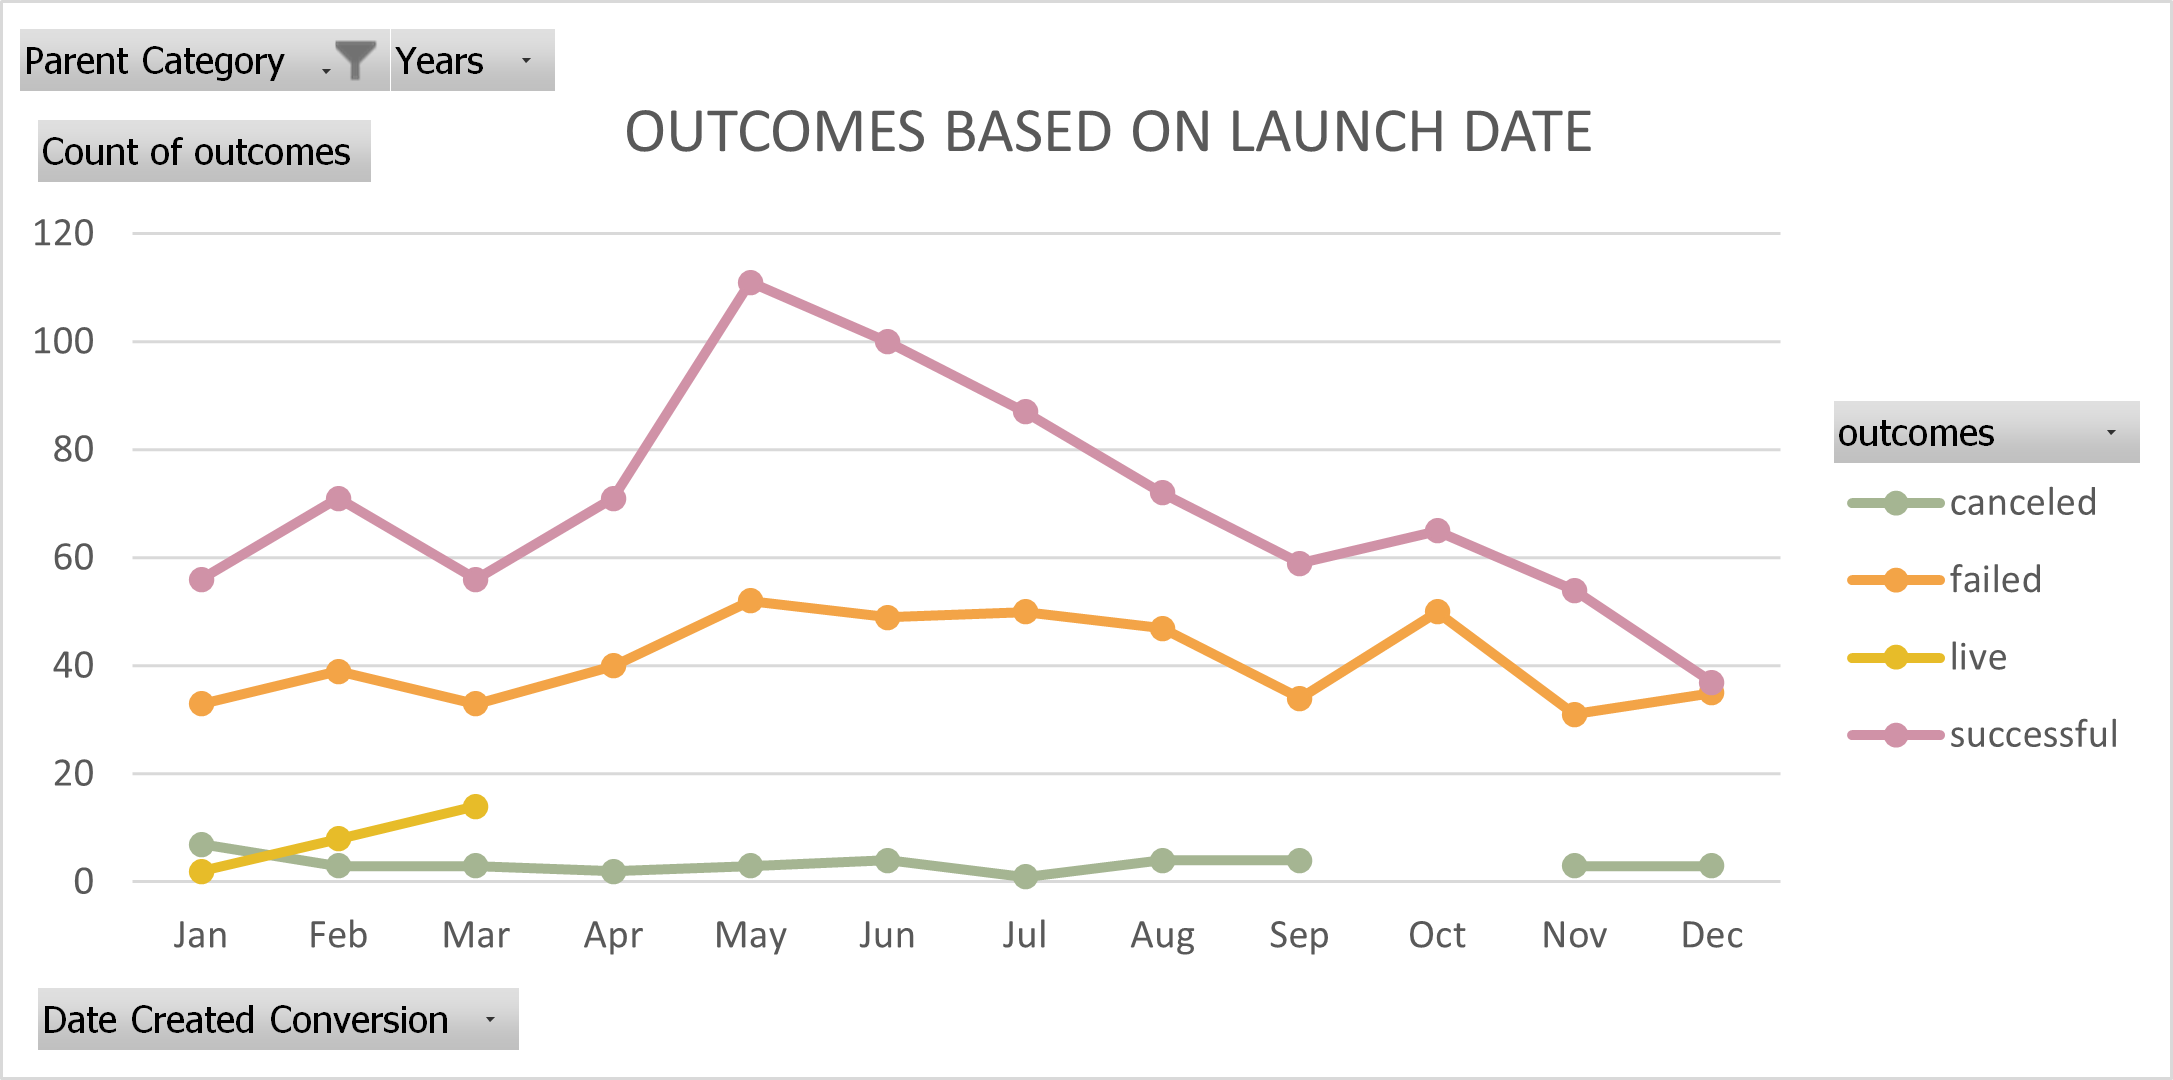 Parent Category Years
Count of outcomes
OUTCOMES BASED ON LAUNCH DATE
120
100
80
60
40
20
0
Jan Feb Mar Apr May Jun Jul Aug Sep Oct Nov Dec
outcomes
canceled
failed
live
successful
Date Created Conversion